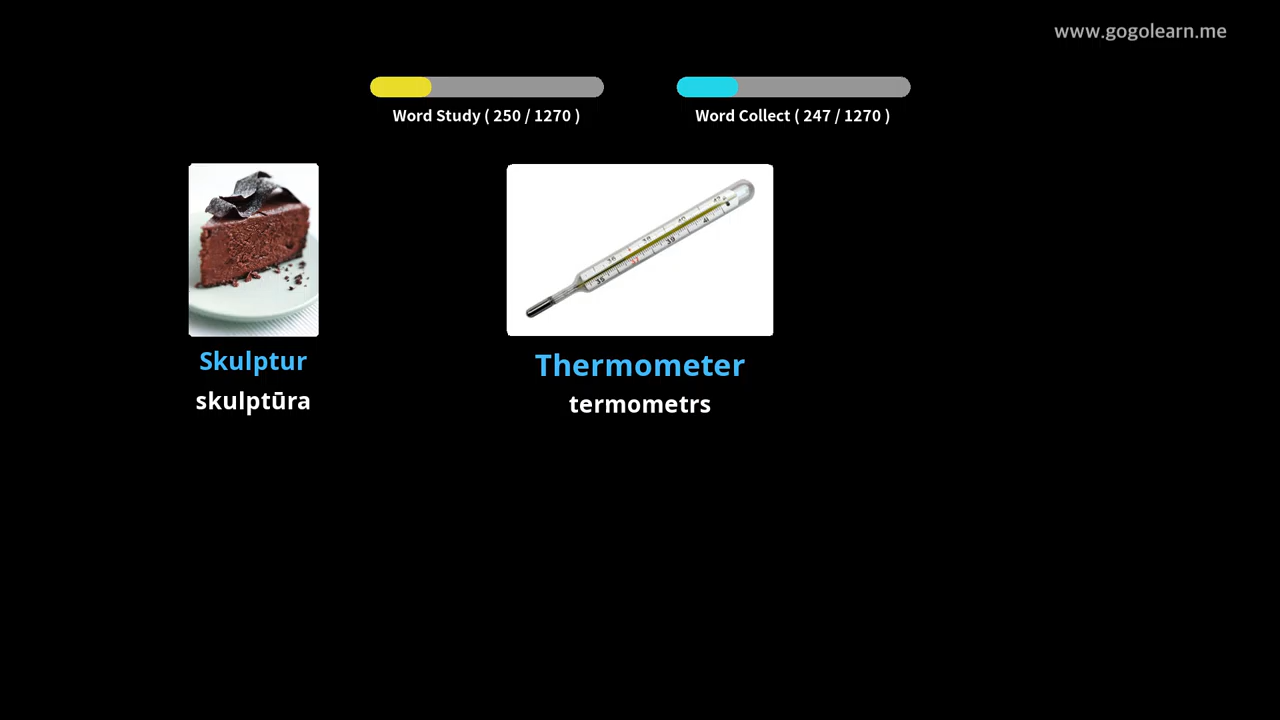 www.gogolearn.me
Word Study ( 250 / 1270 )
Word Collect ( 247 / 1270 )
Skulptur
skulptūra
Thermometer
termometrs